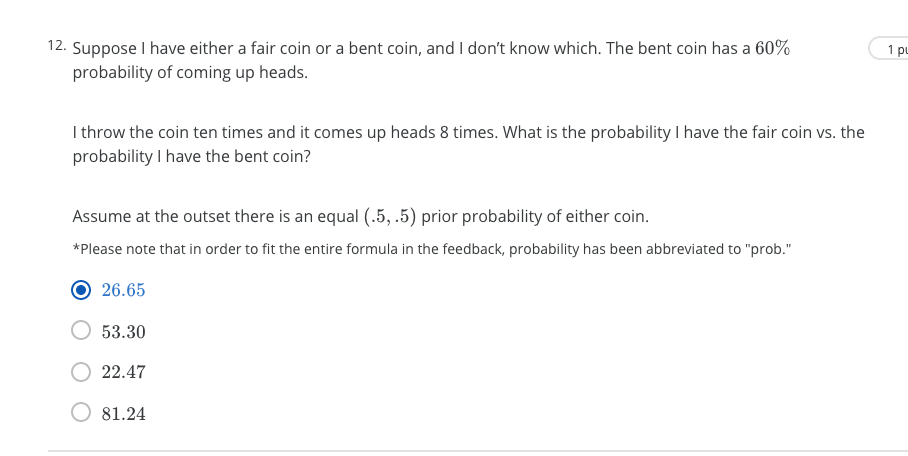 12. Suppose I have either a fair coin or a bent coin, and I don’t know which. The bent coin has a 60%
probability of coming up heads.
1
I throw the coin ten times and it comes up heads 8 times. What is the probability I have the fair coin vs. the
probability I have the bent coin?
Assume at the outset there is an equal (.5, .5) prior probability of either coin.
*Please note that in order to fit the entire formula in the feedback, probability has been abbreviated to "prob."
26.65
53.30
22.47
81.24